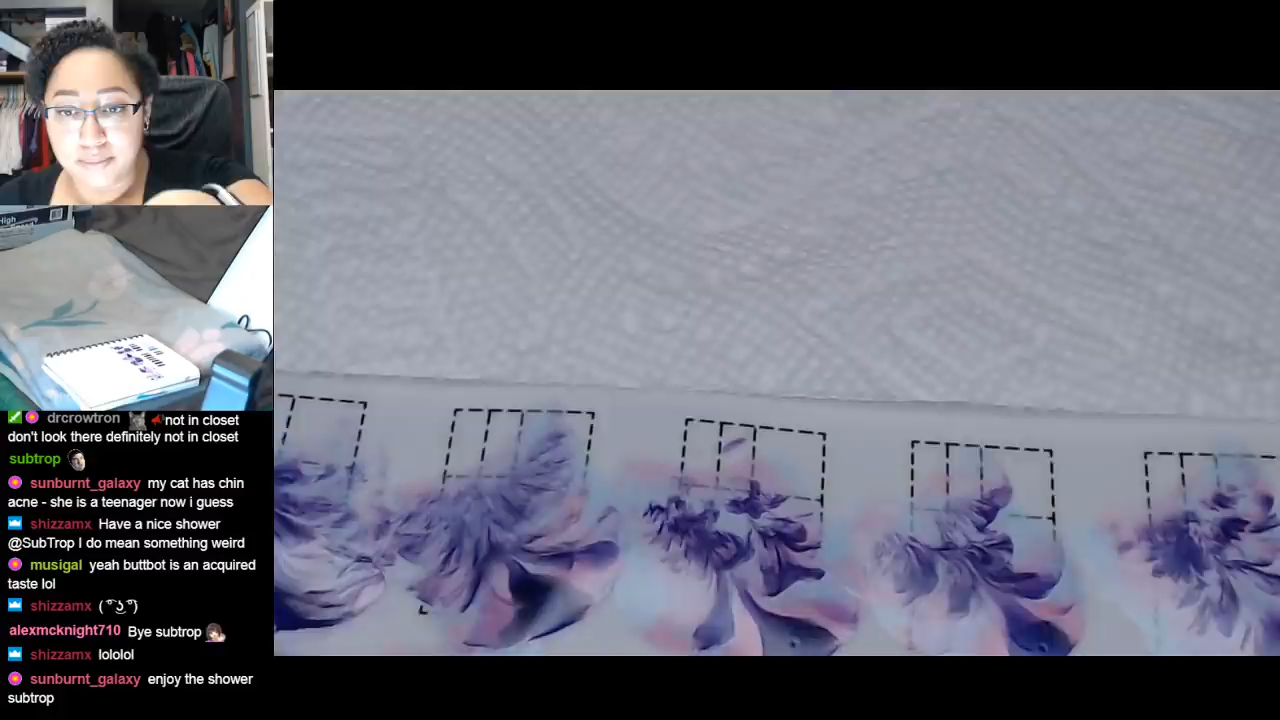 High
drcrowtron not in closet
don't look there definitely not in closet
subtrop
sunburnt_galaxy my cat has chin
acne - she is a teenager now i guess
shizzamx Have a nice shower
@SubTrop I do mean something weird
musigal yeah buttbot is an acquired
taste lol
shizzamx ( ͡° ͜ʖ ͡°)
alexmcknight710 Bye subtrop
shizzamx lololol
sunburnt_galaxy enjoy the shower
subtrop